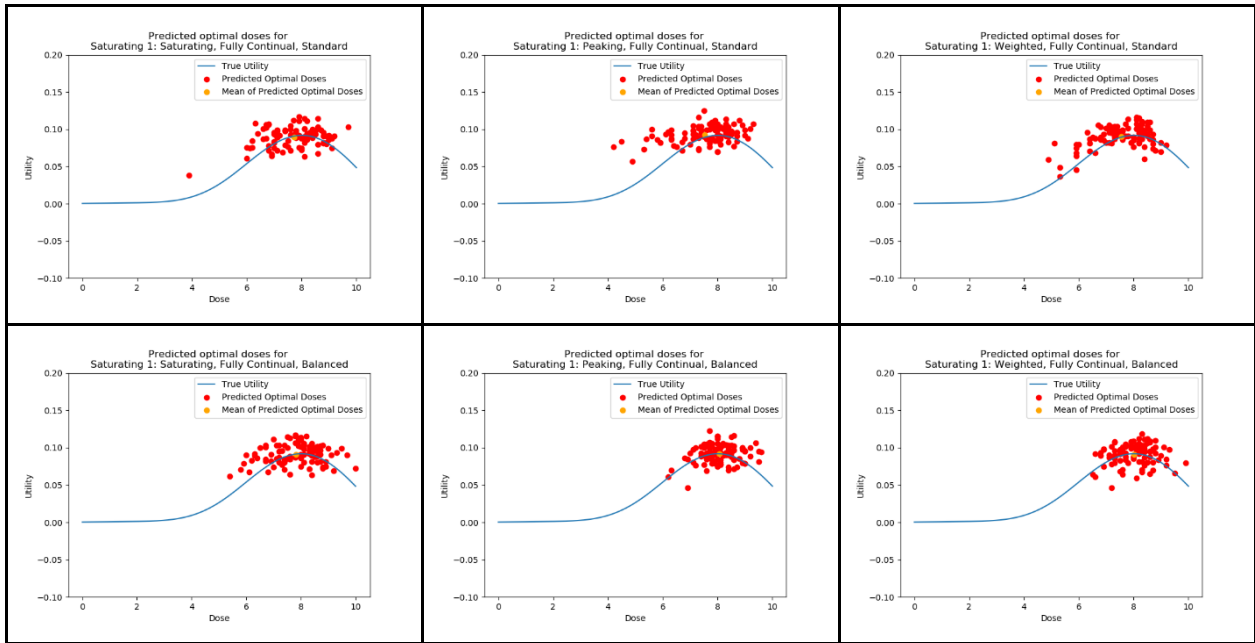 Predicted optimal doses for
Saturating 1: Saturating, Fully Continual, Standard
True Utility
Predicted Optimal Doses
Mean of Predicted Optimal Doses
0.20
0.15
0.10
0.05
0.00
−0.05
−0.10
Utility
0 2 4 6 8 10
Dose
Predicted optimal doses for
Saturating 1: Peaking, Fully Continual, Standard
True Utility
Predicted Optimal Doses
Mean of Predicted Optimal Doses
0.20
0.15
0.10
0.05
0.00
−0.05
−0.10
Utility
0 2 4 6 8 10
Dose
Predicted optimal doses for
Saturating 1: Weighted, Fully Continual, Standard
True Utility
Predicted Optimal Doses
Mean of Predicted Optimal Doses
0.20
0.15
0.10
0.05
0.00
−0.05
−0.10
Utility
0 2 4 6 8 10
Dose
Predicted optimal doses for
Saturating 1: Saturating, Fully Continual, Balanced
True Utility
Predicted Optimal Doses
Mean of Predicted Optimal Doses
0.20
0.15
0.10
0.05
0.00
−0.05
−0.10
Utility
0 2 4 6 8 10
Dose
Predicted optimal doses for
Saturating 1: Peaking, Fully Continual, Balanced
True Utility
Predicted Optimal Doses
Mean of Predicted Optimal Doses
0.20
0.15
0.10
0.05
0.00
−0.05
−0.10
Utility
0 2 4 6 8 10
Dose
Predicted optimal doses for
Saturating 1: Weighted, Fully Continual, Balanced
True Utility
Predicted Optimal Doses
Mean of Predicted Optimal Doses
0.20
0.15
0.10
0.05
0.00
−0.05
−0.10
Utility
0 2 4 6 8 10
Dose